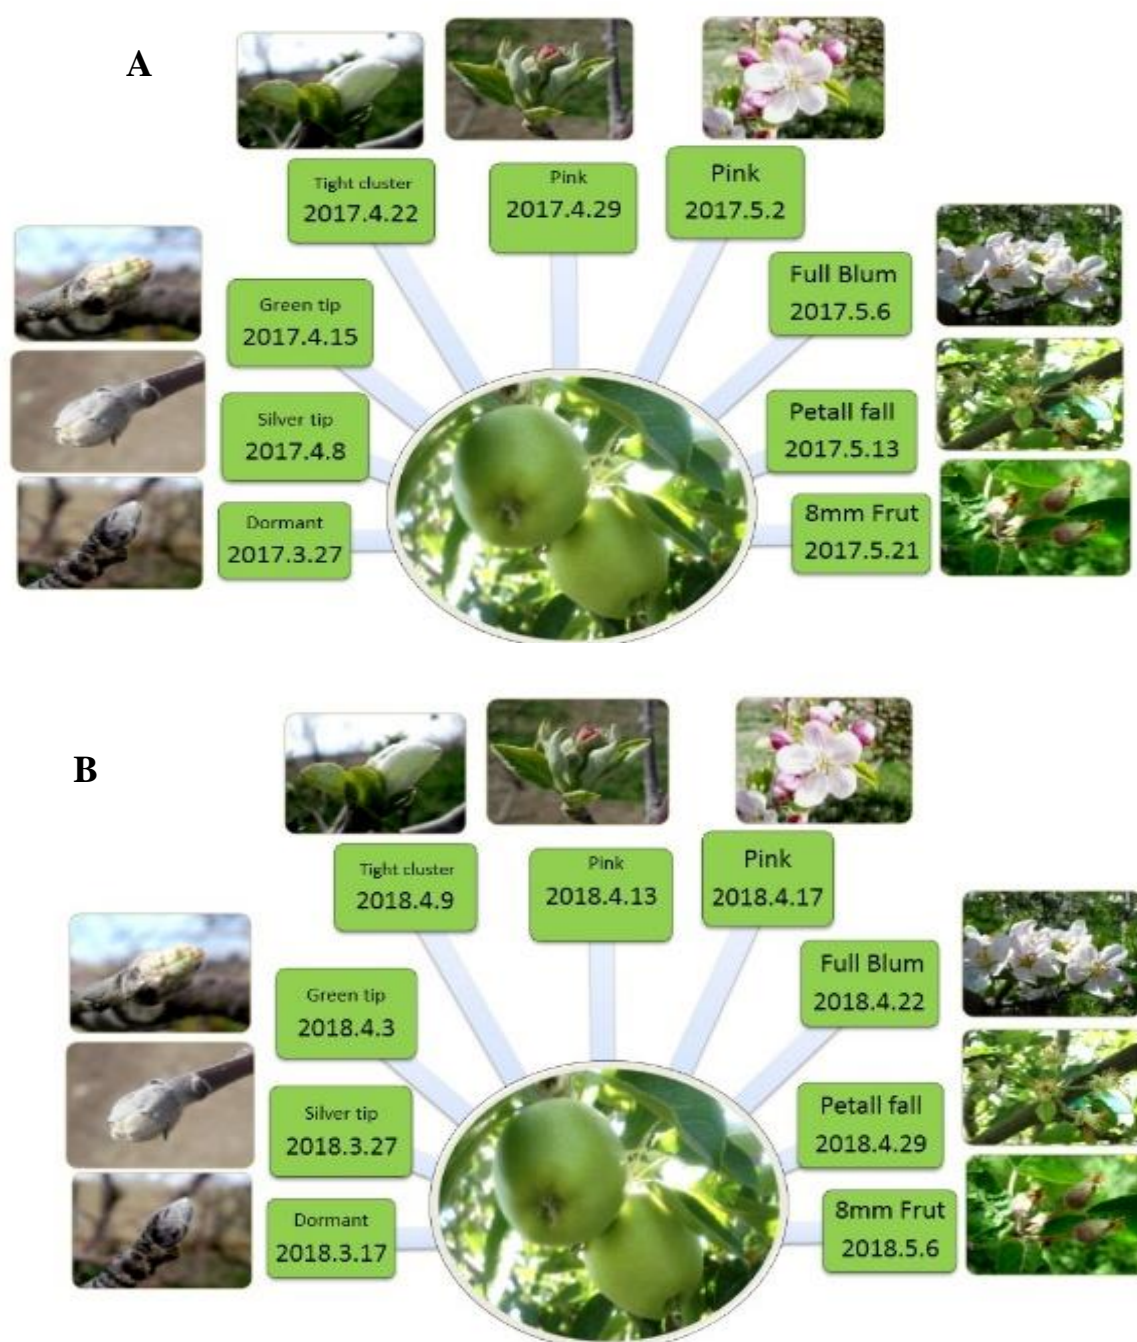 A
Tight cluster
2017.4.22
Pink
2017.4.29
Pink
2017.5.2
Green tip
2017.4.15
Full Blum
2017.5.6
Silver tip
2017.4.8
Petall fall
2017.5.13
Dormant
2017.3.27
8mm Frut
2017.5.21
B
Tight cluster
2018.4.9
Pink
2018.4.13
Pink
2018.4.17
Green tip
2018.4.3
Full Blum
2018.4.22
Silver tip
2018.3.27
Petall fall
2018.4.29
Dormant
2018.3.17
8mm Frut
2018.5.6